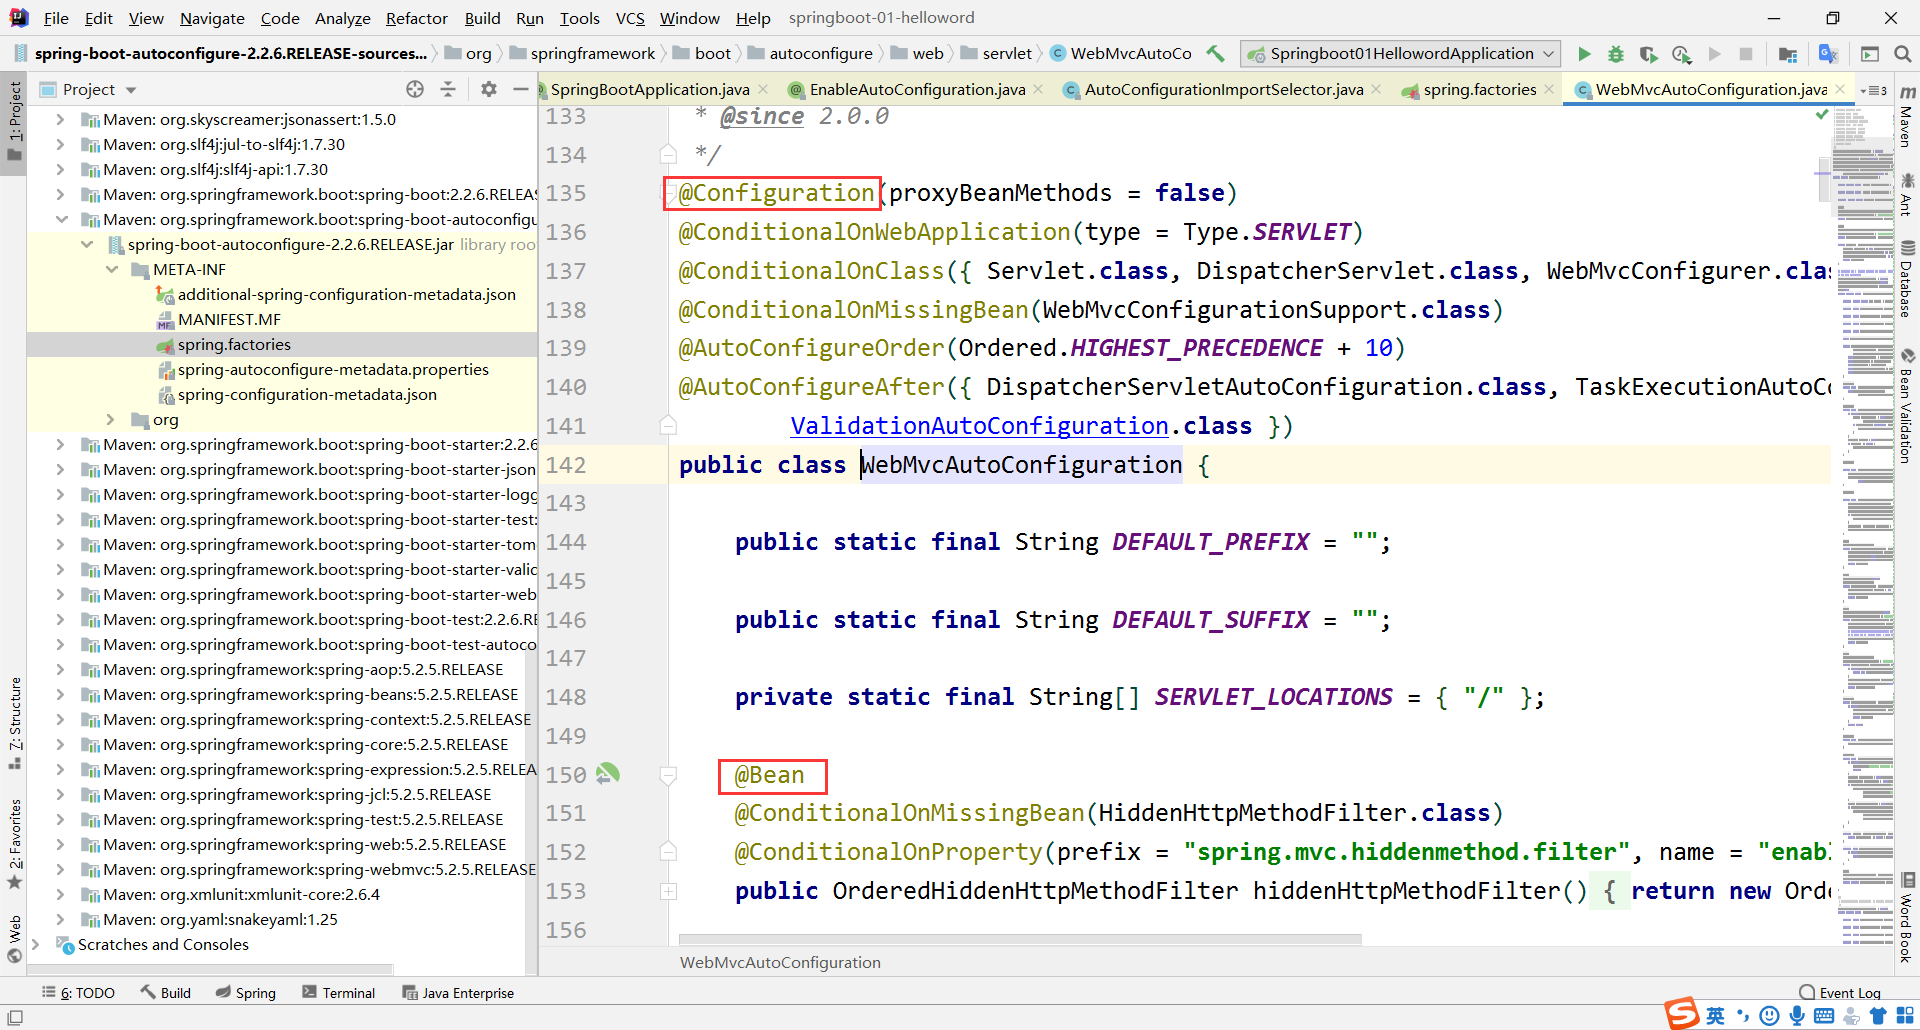 File Edit View Navigate Code Analyze Refactor Build Run Tools VCS Window Help springboot-01-helloword
spring-boot-autoconfigure-2.2.6.RELEASE-sources... org springframework boot autoconfigure web servlet WebMvcAutoCo Springboot01HellowordApplication
Project
SpringBootApplication.java EnableAutoConfiguration.java AutoConfigurationImportSelector.java spring.factories WebMvcAutoConfiguration.java 3
1: Project
7: Structure
2: Favorites
Web
Maven: org.skyscreamer:jsonassert:1.5.0
Maven: org.slf4j:jul-to-slf4j:1.7.30
Maven: org.slf4j:slf4j-api:1.7.30
Maven: org.springframework.boot:spring-boot:2.2.6.RELEAS
Maven: org.springframework.boot:spring-boot-autoconfigu
spring-boot-autoconfigure-2.2.6.RELEASE.jar library roo
META-INF
additional-spring-configuration-metadata.json
MANIFEST.MF
spring.factories
spring-autoconfigure-metadata.properties
spring-configuration-metadata.json
org
Maven: org.springframework.boot:spring-boot-starter:2.2.6
Maven: org.springframework.boot:spring-boot-starter-json
Maven: org.springframework.boot:spring-boot-starter-logg
Maven: org.springframework.boot:spring-boot-starter-test:
Maven: org.springframework.boot:spring-boot-starter-tom
Maven: org.springframework.boot:spring-boot-starter-valid
Maven: org.springframework.boot:spring-boot-starter-web
Maven: org.springframework.boot:spring-boot-test:2.2.6.RE
Maven: org.springframework.boot:spring-boot-test-autoco
Maven: org.springframework:spring-aop:5.2.5.RELEASE
Maven: org.springframework:spring-beans:5.2.5.RELEASE
Maven: org.springframework:spring-context:5.2.5.RELEASE
Maven: org.springframework:spring-core:5.2.5.RELEASE
Maven: org.springframework:spring-expression:5.2.5.RELEA
Maven: org.springframework:spring-jcl:5.2.5.RELEASE
Maven: org.springframework:spring-test:5.2.5.RELEASE
Maven: org.springframework:spring-web:5.2.5.RELEASE
Maven: org.springframework:spring-webmvc:5.2.5.RELEASE
Maven: org.xmlunit:xmlunit-core:2.6.4
Maven: org.yaml:snakeyaml:1.25
Scratches and Consoles
133 * @since 2.0.0
134 */
135 @Configuration(proxyBeanMethods = false)
136 @ConditionalOnWebApplication(type = Type.SERVLET)
137 @ConditionalOnClass({ Servlet.class, DispatcherServlet.class, WebMvcConfigurer.clas
138 @ConditionalOnMissingBean(WebMvcConfigurationSupport.class)
139 @AutoConfigureOrder(Ordered.HIGHEST_PRECEDENCE + 10)
140 @AutoConfigureAfter({ DispatcherServletAutoConfiguration.class, TaskExecutionAutoCo
141 ValidationAutoConfiguration.class })
142 public class WebMvcAutoConfiguration {
143
144 public static final String DEFAULT_PREFIX = "";
145
146 public static final String DEFAULT_SUFFIX = "";
147
148 private static final String[] SERVLET_LOCATIONS = { "/" };
149
150 @Bean
151 @ConditionalOnMissingBean(HiddenHttpMethodFilter.class)
152 @ConditionalOnProperty(prefix = "spring.mvc.hiddenmethod.filter", name = "enabl
153 public OrderedHiddenHttpMethodFilter hiddenHttpMethodFilter() { return new Orde
156
WebMvcAutoConfiguration
Maven
Ant
Database
Bean Validation
Word Book
6: TODO Build Spring Terminal Java Enterprise Event Log
英